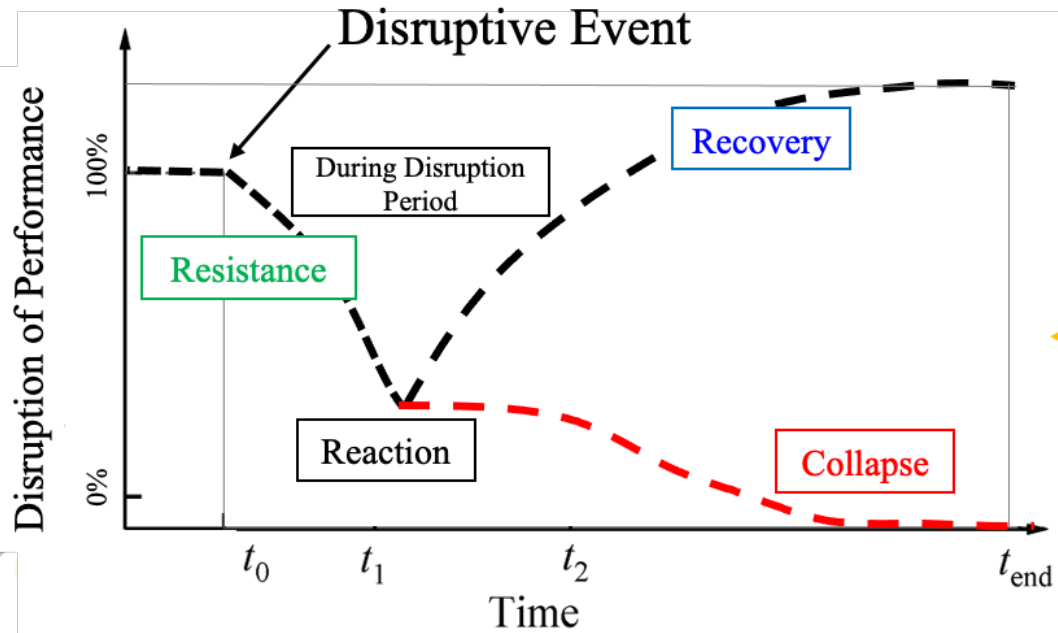 Disruptive Event
Disruption of Performance
100%
0%
During Disruption
Period
Recovery
Resistance
Reaction
Collapse
t0
t1
t2
tend
Time